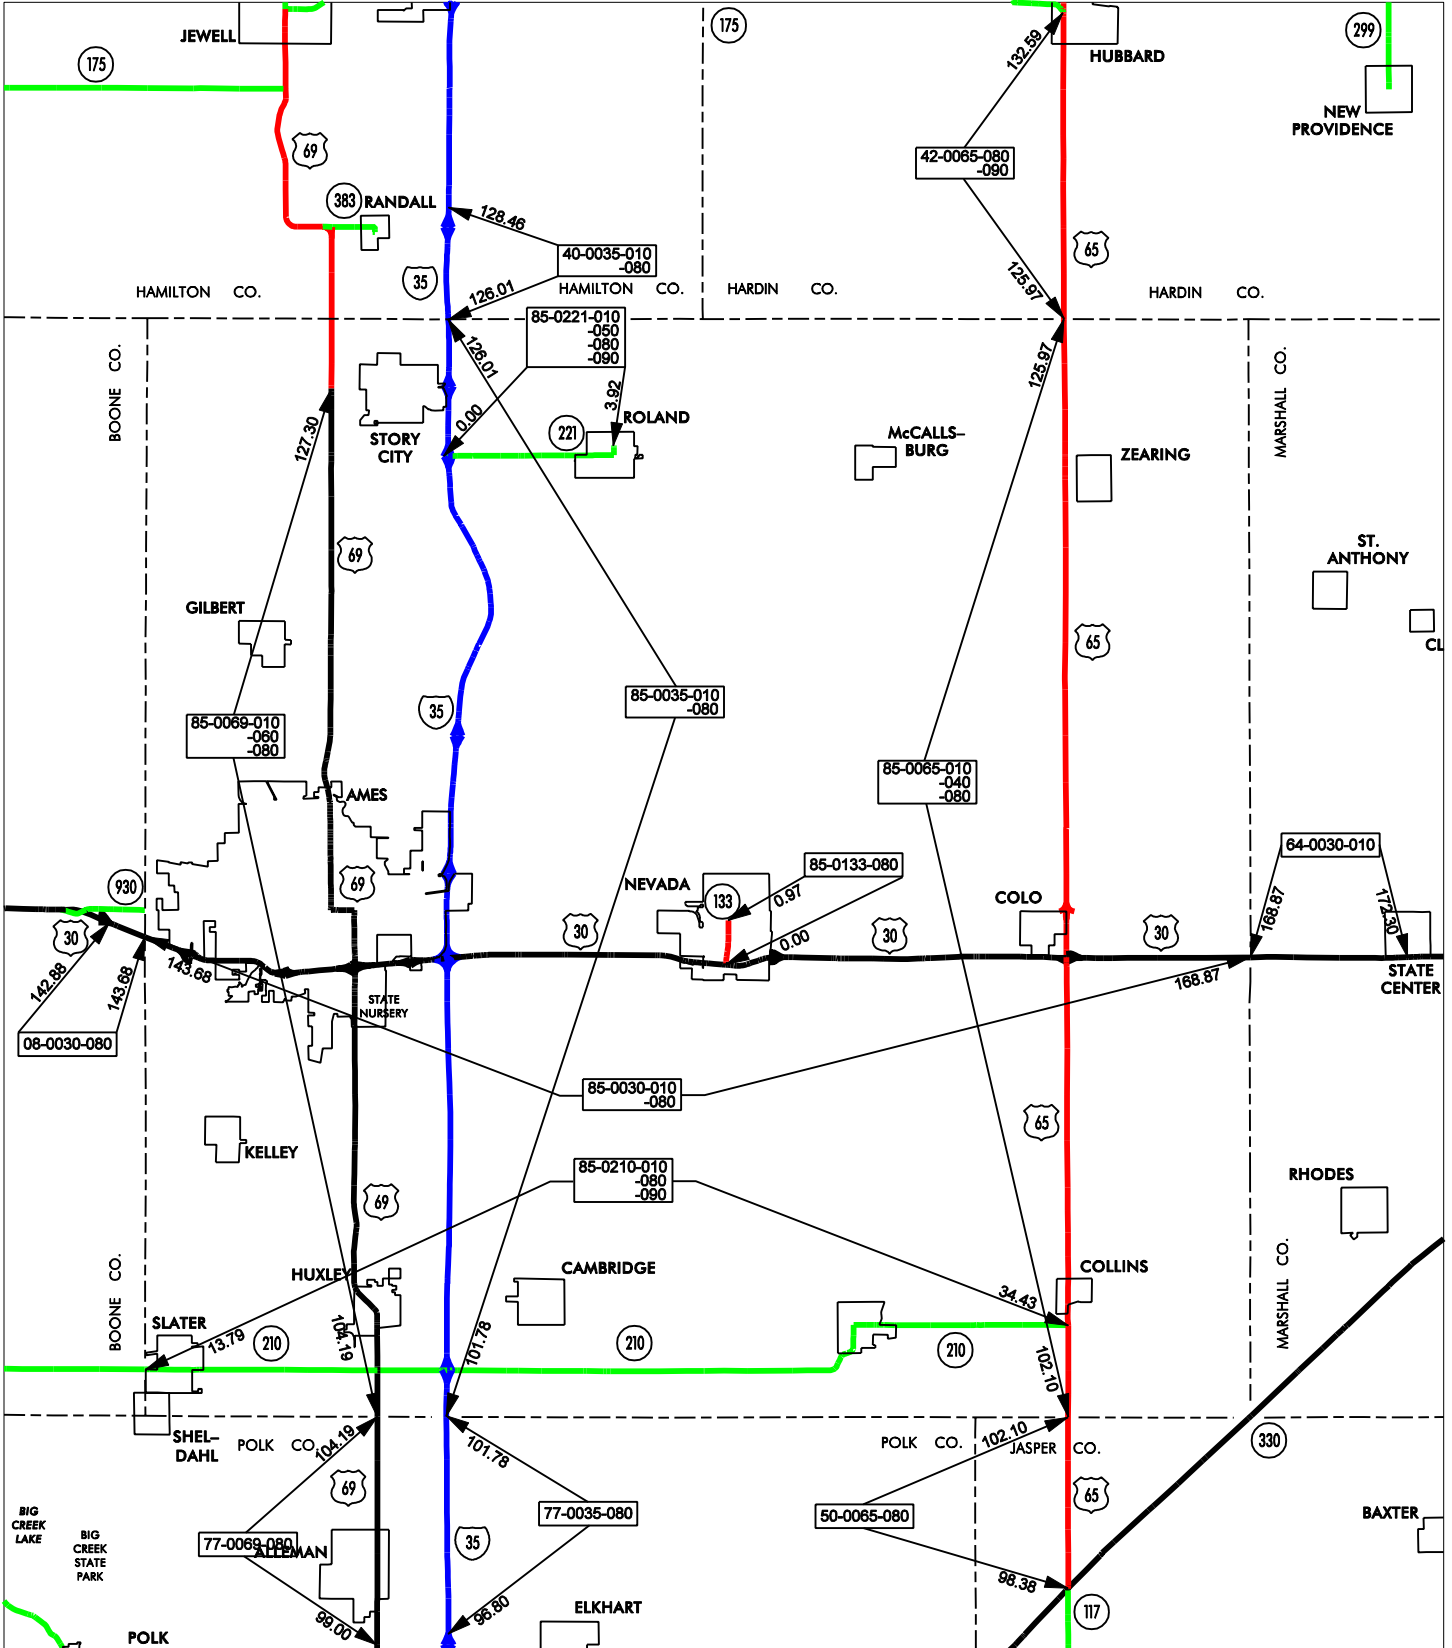 JEWELL
175
HUBBARD
299
175
132.59
NEW
PROVIDENCE
69
42-0065-080
-090
383
RANDALL
128.46
65
40-0035-010
-080
35
125.97
HAMILTON CO.
126.01
HAMILTON CO.
HARDIN CO.
HARDIN CO.
85-0221-010
-050
-080
-090
126.01
125.97
BOONE CO.
MARSHALL CO.
3.92
0.00
127.30
ROLAND
221
STORY
CITY
McCALLS-
BURG
ZEARING
69
ST.
ANTHONY
GILBERT
65
CL
85-0035-010
-080
35
85-0069-010
-060
-080
85-0065-010
-040
-080
AMES
64-0030-010
85-0133-080
930
69
NEVADA
0.97
133
COLO
168.87
172.30
30
30
30
30
0.00
143.68
142.88
143.68
168.87
STATE
CENTER
STATE
NURSERY
08-0030-080
85-0030-010
-080
65
KELLEY
85-0210-010
-080
-090
RHODES
69
BOONE CO.
MARSHALL CO.
HUXLEY
CAMBRIDGE
COLLINS
34.43
SLATER
13.79
210
104.19
101.78
210
210
102.10
SHEL-
DAHL
POLK CO.
104.19
101.78
POLK CO.
102.10
JASPER CO.
330
69
65
BIG
CREEK
LAKE
BIG
CREEK
STATE
PARK
77-0035-080
50-0065-080
BAXTER
77-0069-080
ALLEMAN
35
98.38
99.00
96.80
ELKHART
117
POLK